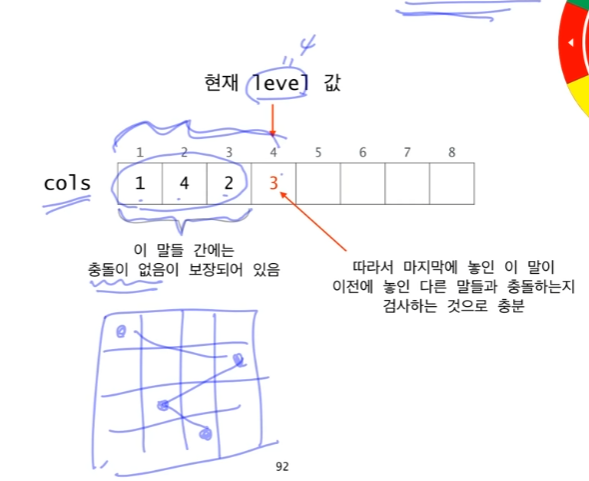 4
현재 level 값
1 2 3 4 5 6 7 8
cols 1 4 2 3
이 말들 간에는
충돌이 없음이 보장되어 있음
따라서 마지막에 놓인 이 말이
이전에 놓인 다른 말들과 충돌하는지
검사하는 것으로 충분
92